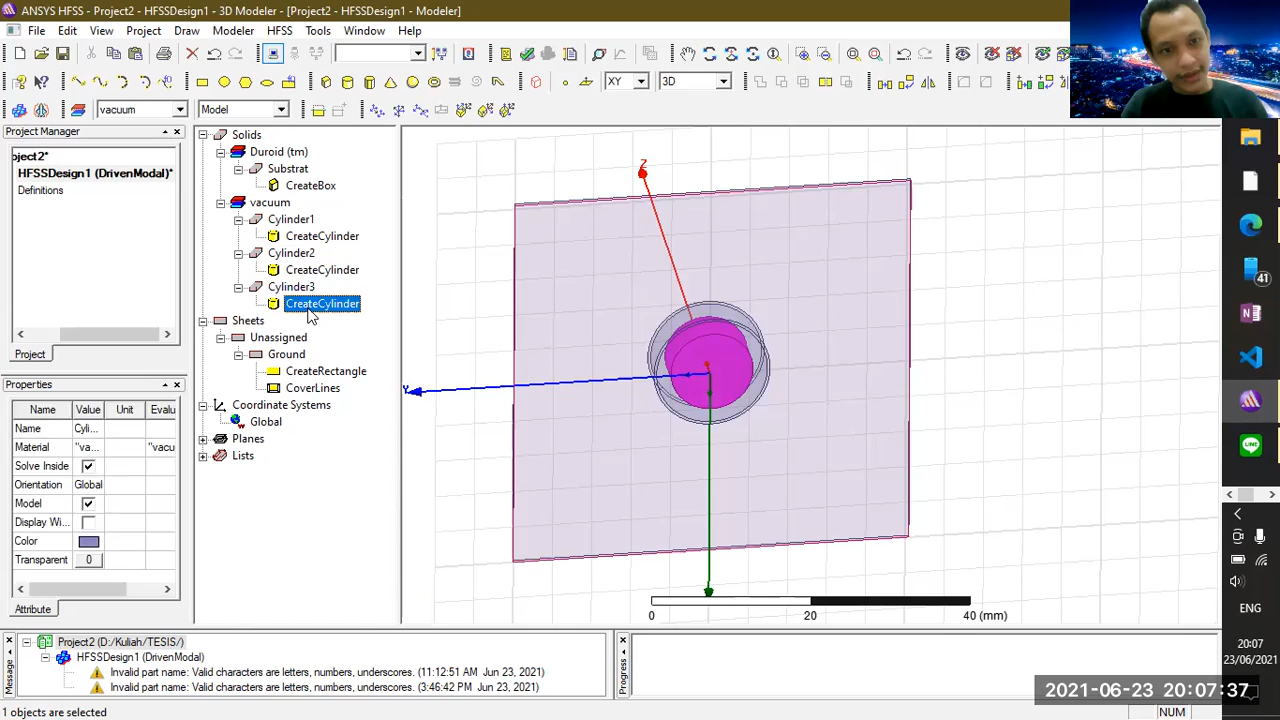 ANSYS HFSS - Project2 - HFSSDesign1 - 3D Modeler - [Project2 - HFSSDesign1 - Modeler]
File Edit View Project Draw Modeler HFSS Tools Window Help
XY 3D
vacuum Model
Project Manager
oject2*
HFSSDesign1 (DrivenModal)*
Definitions
Project
Properties
Name Value Unit Evalu
Name Cyli...
Material "va... "vacu
Solve Inside
Orientation Global
Model
Display Wi...
Color
Transparent 0
Attribute
Solids
Duroid (tm)
Substrat
CreateBox
vacuum
Cylinder1
CreateCylinder
Cylinder2
CreateCylinder
Cylinder3
CreateCylinder
Sheets
Unassigned
Ground
CreateRectangle
CoverLines
Coordinate Systems
Global
Planes
Lists
Z
Y
0 20 40 (mm)
Message
Project2 (D:/Kuliah/TESIS/)
HFSSDesign1 (DrivenModal)
Invalid part name: Valid characters are letters, numbers, underscores. (11:12:51 AM Jun 23, 2021)
Invalid part name: Valid characters are letters, numbers, underscores. (3:46:42 PM Jun 23, 2021)
Progress
1 objects are selected
NUM
41
ENG
20:07
23/06/2021
2021-06-23 20:07:37